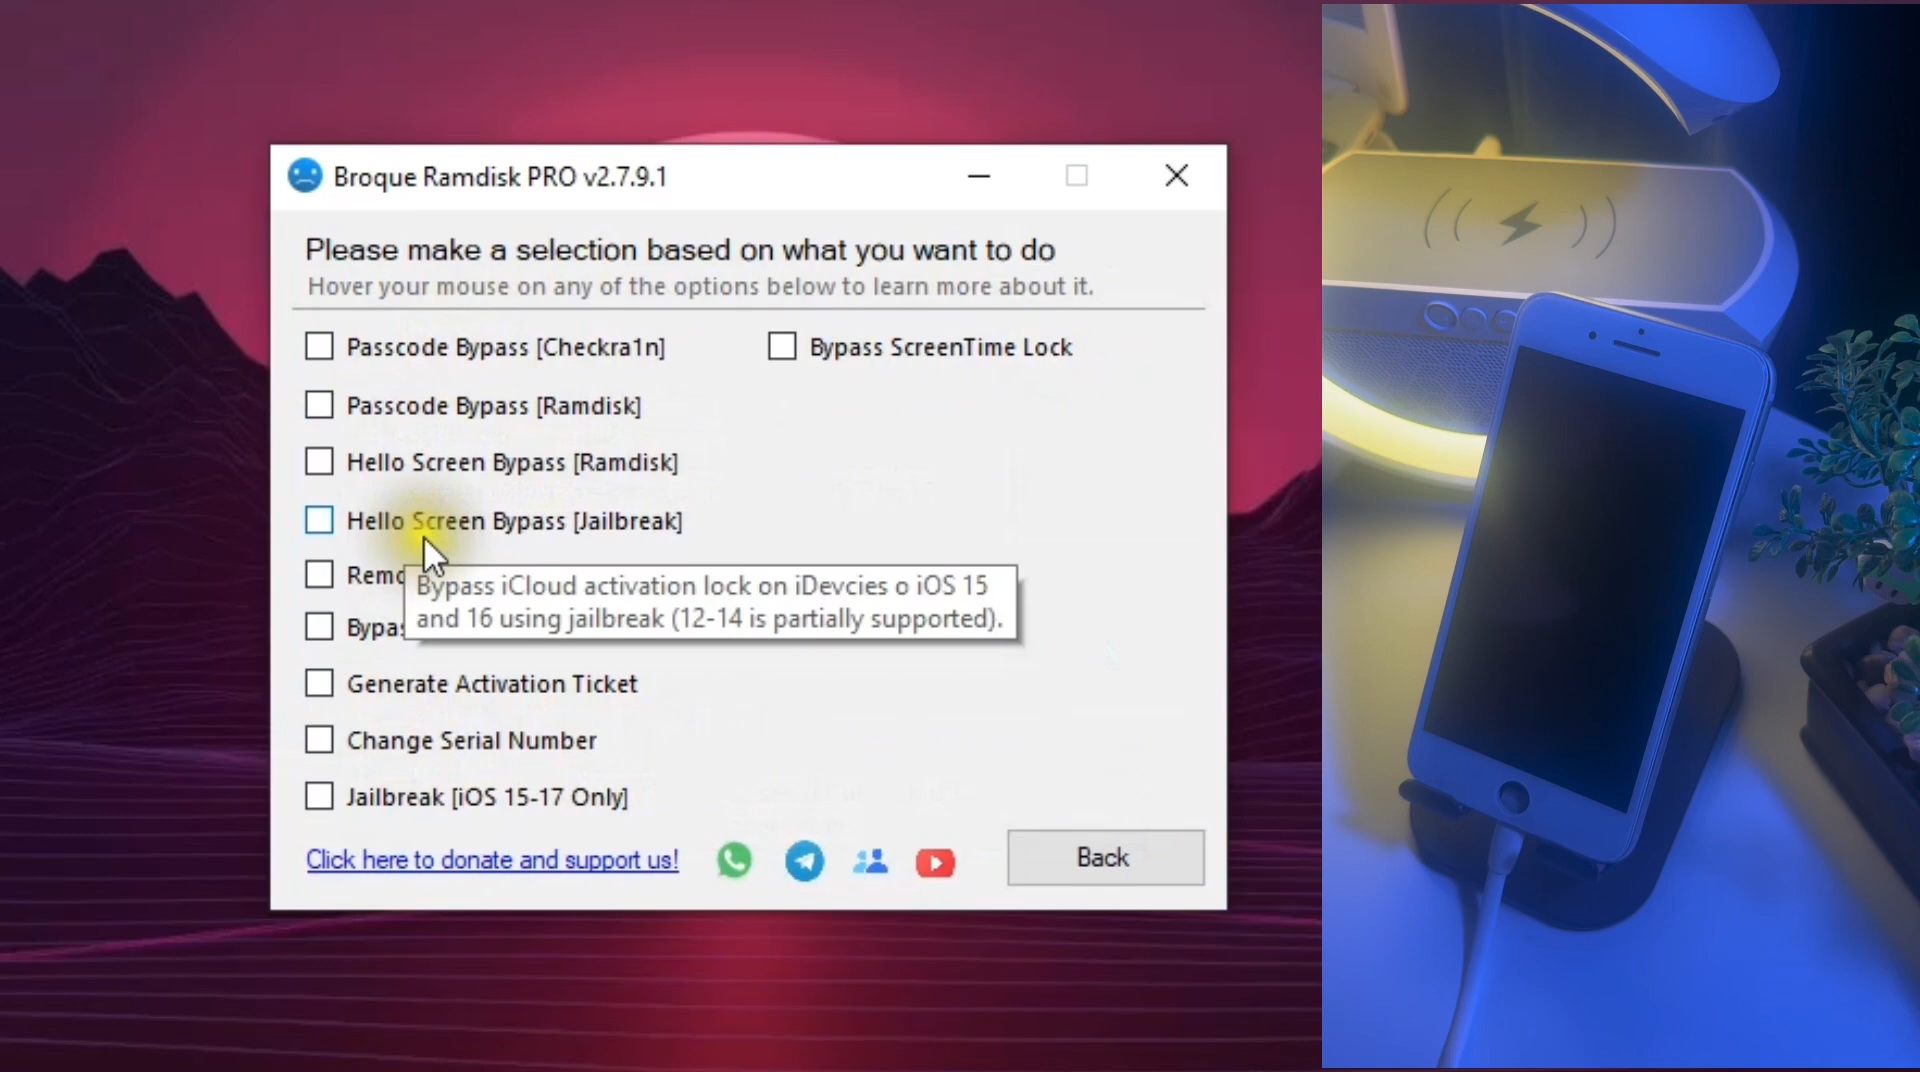 Broque Ramdisk PRO v2.7.9.1
Please make a selection based on what you want to do
Hover your mouse on any of the options below to learn more about it.
Passcode Bypass [Checkra1n]
Bypass ScreenTime Lock
Passcode Bypass [Ramdisk]
Hello Screen Bypass [Ramdisk]
Hello Screen Bypass [Jailbreak]
Bypass iCloud activation lock on iDevcies o iOS 15
and 16 using jailbreak (12-14 is partially supported).
Generate Activation Ticket
Change Serial Number
Jailbreak [iOS 15-17 Only]
Click here to donate and support us!
Back